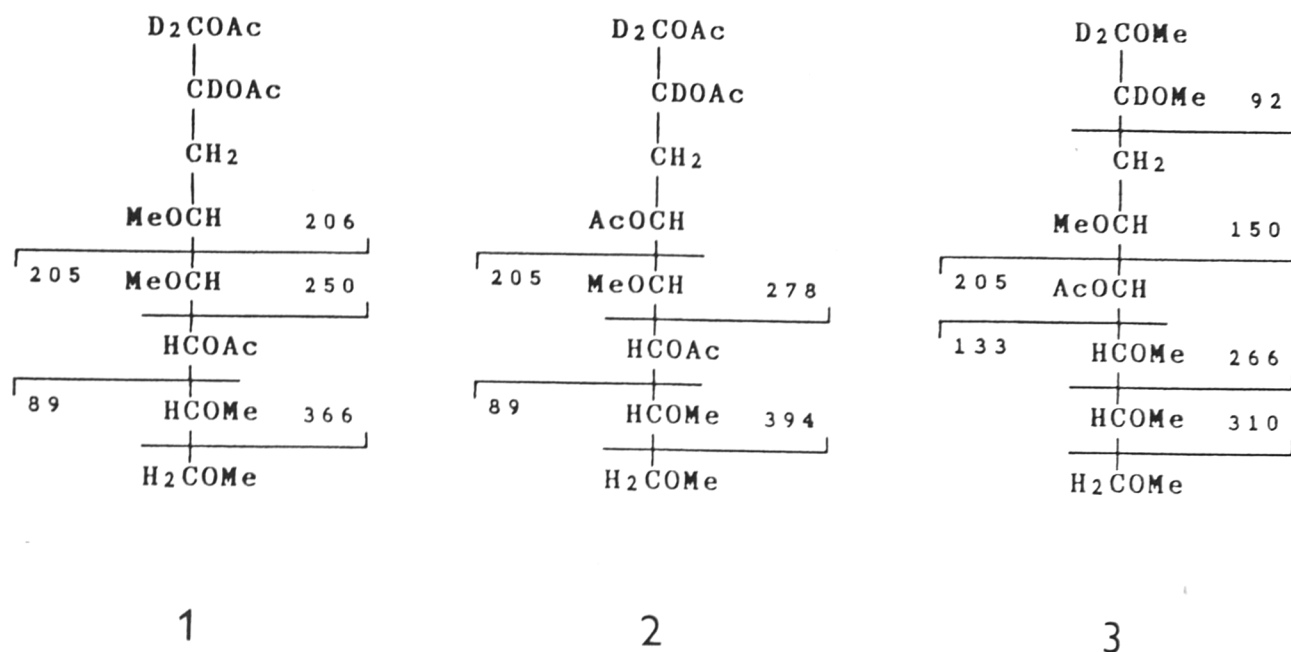 D₂COAc
CDOAc
CH₂
MeOCH 206
205 MeOCH 250
HCOAc
89 HCOMe 366
H₂COMe
1
D₂COAc
CDOAc
CH₂
AcOCH
205 MeOCH 278
HCOAc
89 HCOMe 394
H₂COMe
2
D₂COMe
CDOMe 92
CH₂
MeOCH 150
205 AcOCH
133 HCOMe 266
HCOMe 310
H₂COMe
3